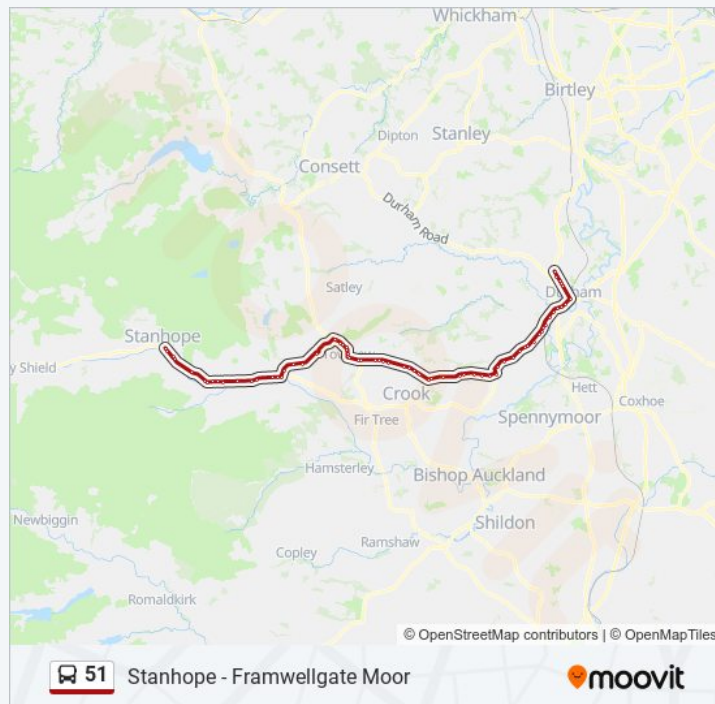 Whickham
Birtley
Dipton
Stanley
Consett
Durham Road
Satley
Stanhope
y Shield
Crook
Hett
Coxhoe
Fir Tree
Spennymoor
Hamsterley
Bishop Auckland
Newbiggin
Shildon
Copley
Ramshaw
Romaldkirk
© OpenStreetMap contributors | © OpenMapTiles
51 Stanhope - Framwellgate Moor
moovit